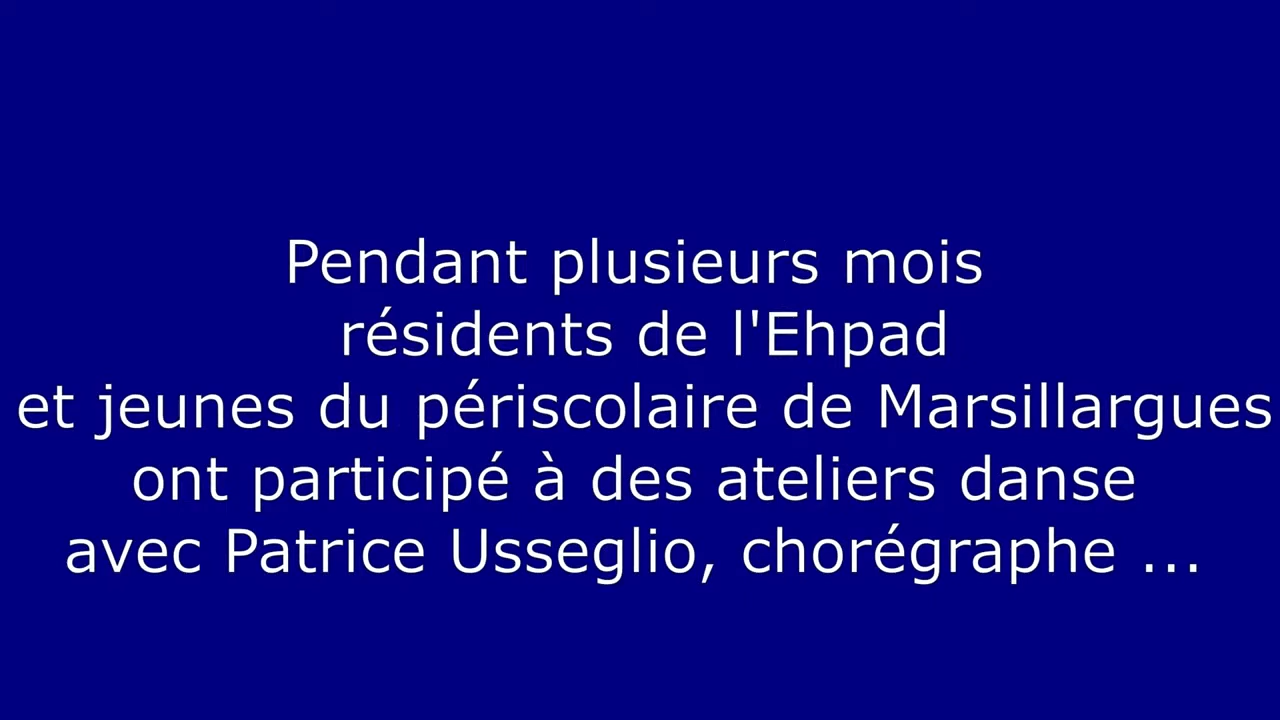 Pendant plusieurs mois
résidents de l'Ehpad
et jeunes du périscolaire de Marsillargues
ont participé à des ateliers danse
avec Patrice Usseglio, chorégraphe ...